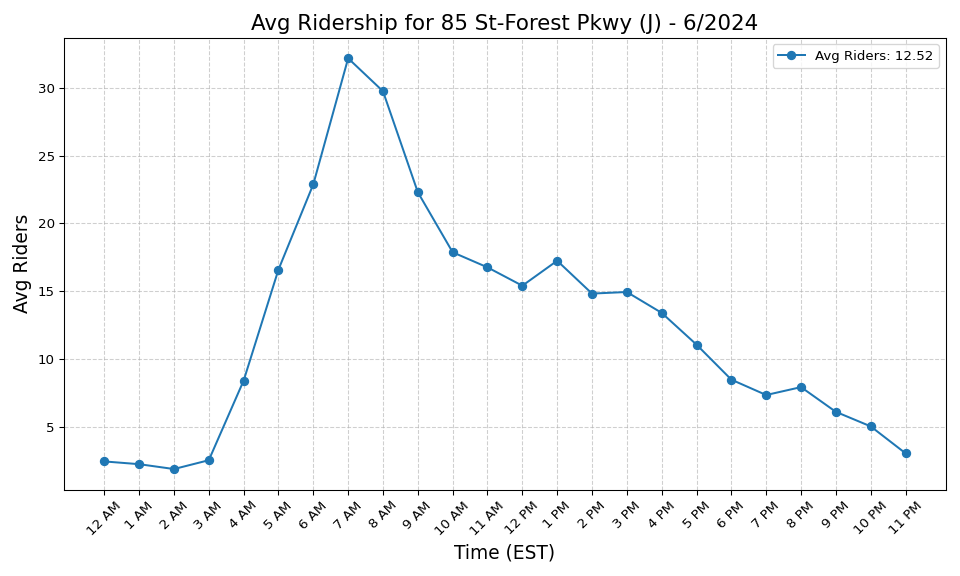 Avg Ridership for 85 St-Forest Pkwy (J) - 6/2024
Avg Riders: 12.52
Avg Riders
30
25
20
15
10
5
12 AM
1 AM
2 AM
3 AM
4 AM
5 AM
6 AM
7 AM
8 AM
9 AM
10 AM
11 AM
12 PM
1 PM
2 PM
3 PM
4 PM
5 PM
6 PM
7 PM
8 PM
9 PM
10 PM
11 PM
Time (EST)